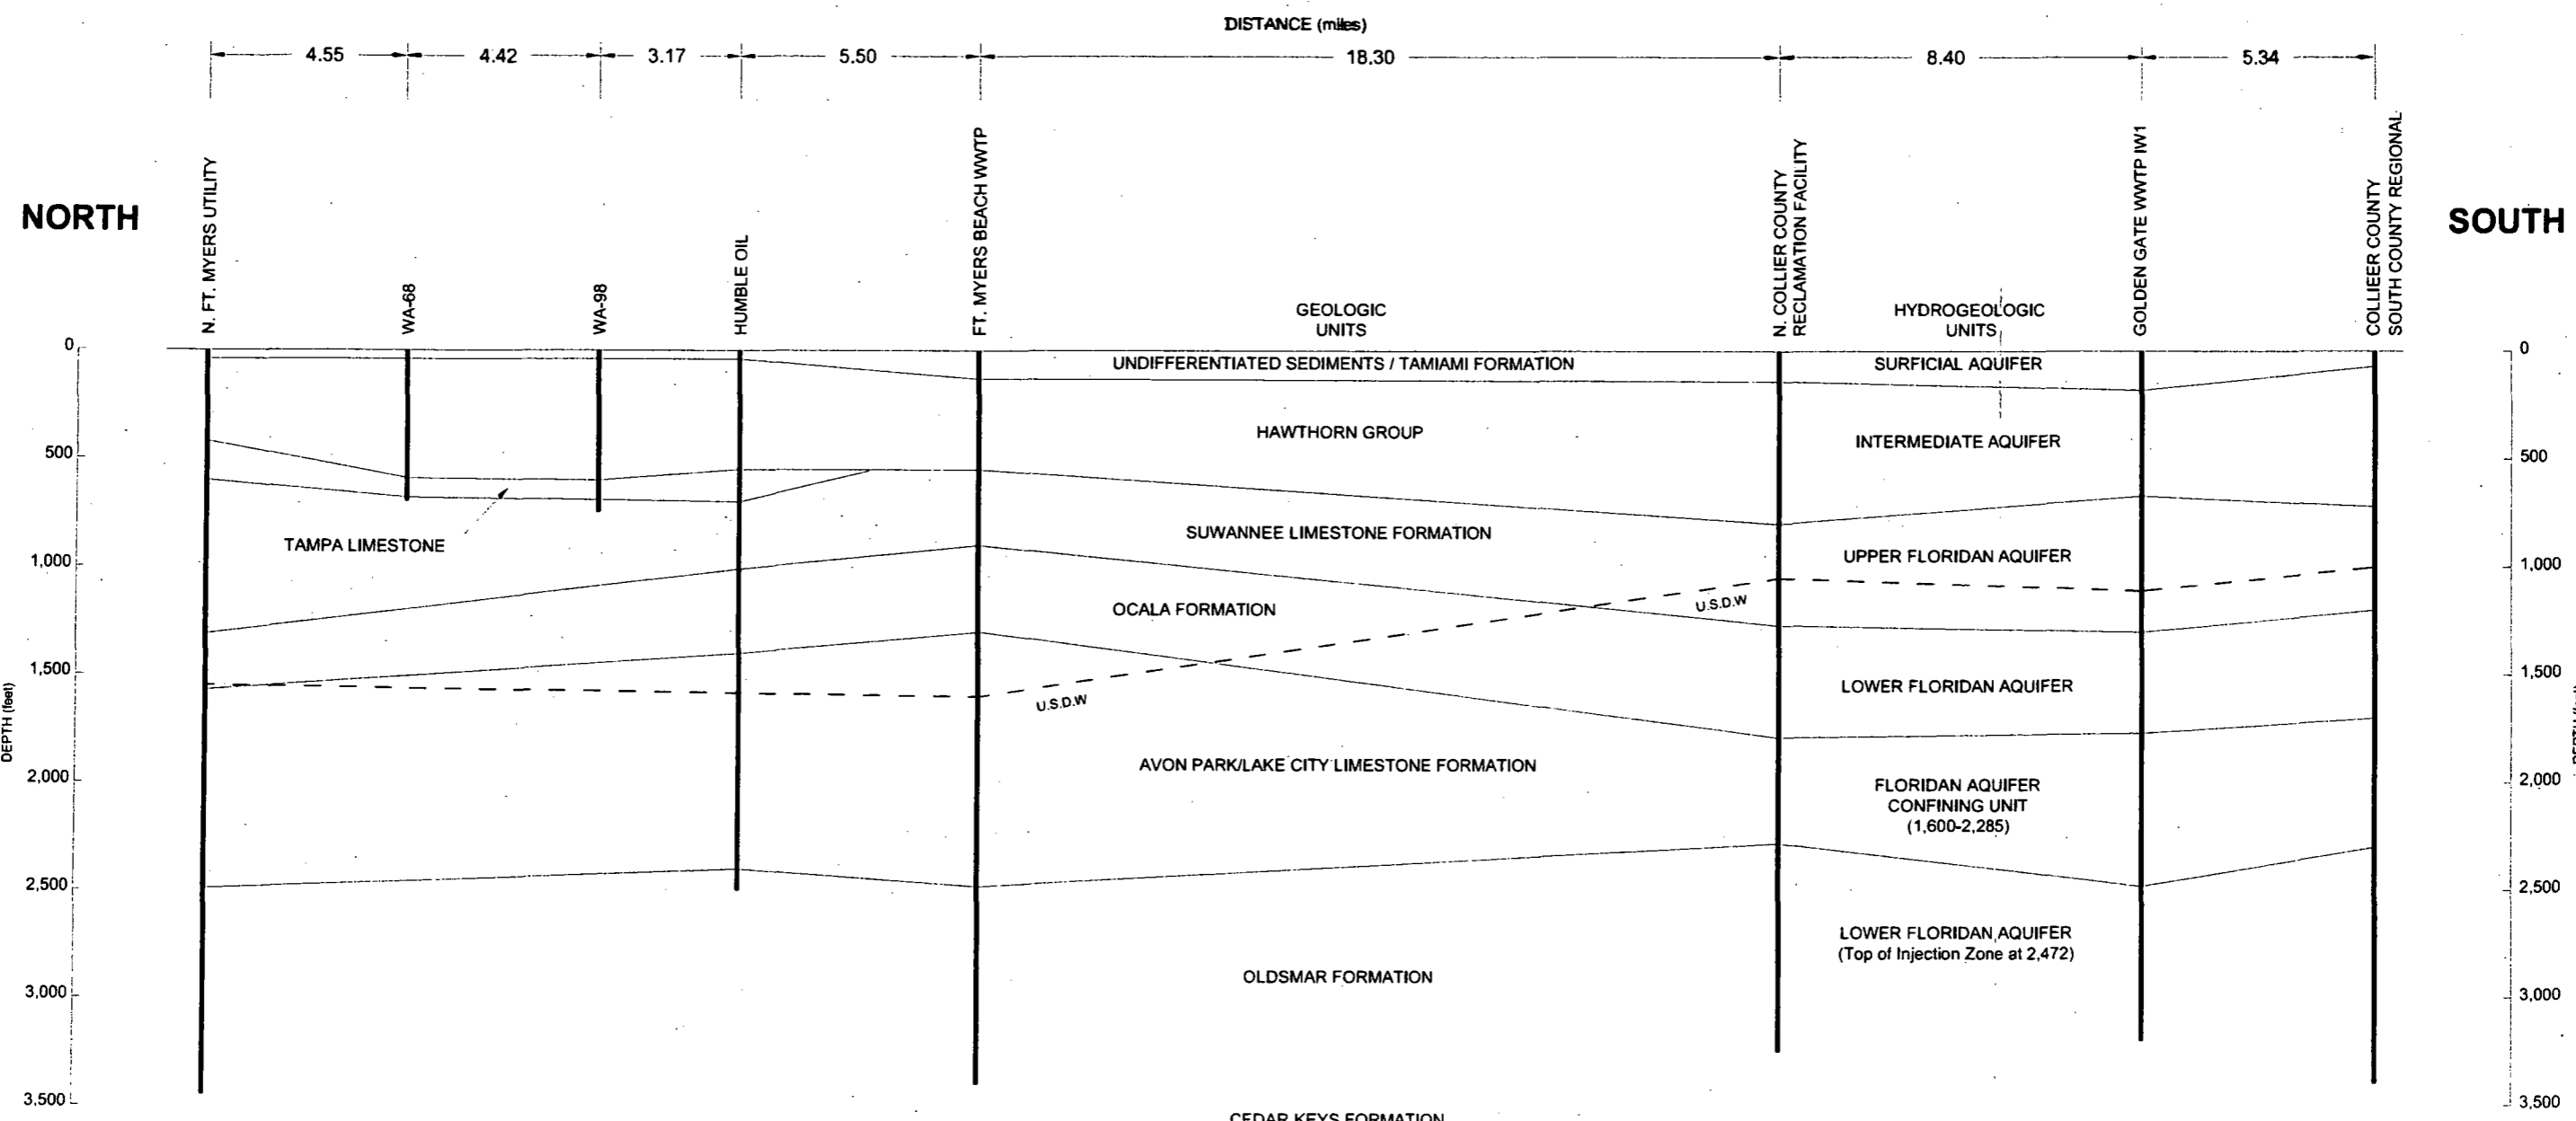 DISTANCE (miles)
4.55
4.42
3.17
5.50
18.30
8.40
5.34
NORTH
SOUTH
N. FT. MYERS UTILITY
WA-68
WA-98
HUMBLE OIL
FT. MYERS BEACH WWTP
N. COLLIER COUNTY
RECLAMATION FACILITY
GOLDEN GATE WWTP IW1
COLLIEER COUNTY
SOUTH COUNTY REGIONAL
GEOLOGIC
UNITS
HYDROGEOLOGIC
UNITS
0
500
1,000
1,500
2,000
2,500
3,000
3,500
DEPTH (feet)
UNDIFFERENTIATED SEDIMENTS / TAMIAMI FORMATION
HAWTHORN GROUP
TAMPA LIMESTONE
SUWANNEE LIMESTONE FORMATION
OCALA FORMATION
U.S.D.W
U.S.D.W
AVON PARK/LAKE CITY LIMESTONE FORMATION
OLDSMAR FORMATION
CEDAR KEYS FORMATION
SURFICIAL AQUIFER
INTERMEDIATE AQUIFER
UPPER FLORIDAN AQUIFER
LOWER FLORIDAN AQUIFER
FLORIDAN AQUIFER
CONFINING UNIT
(1,600-2,285)
LOWER FLORIDAN AQUIFER
(Top of Injection Zone at 2,472)
0
500
1,000
1,500
2,000
2,500
3,000
3,500